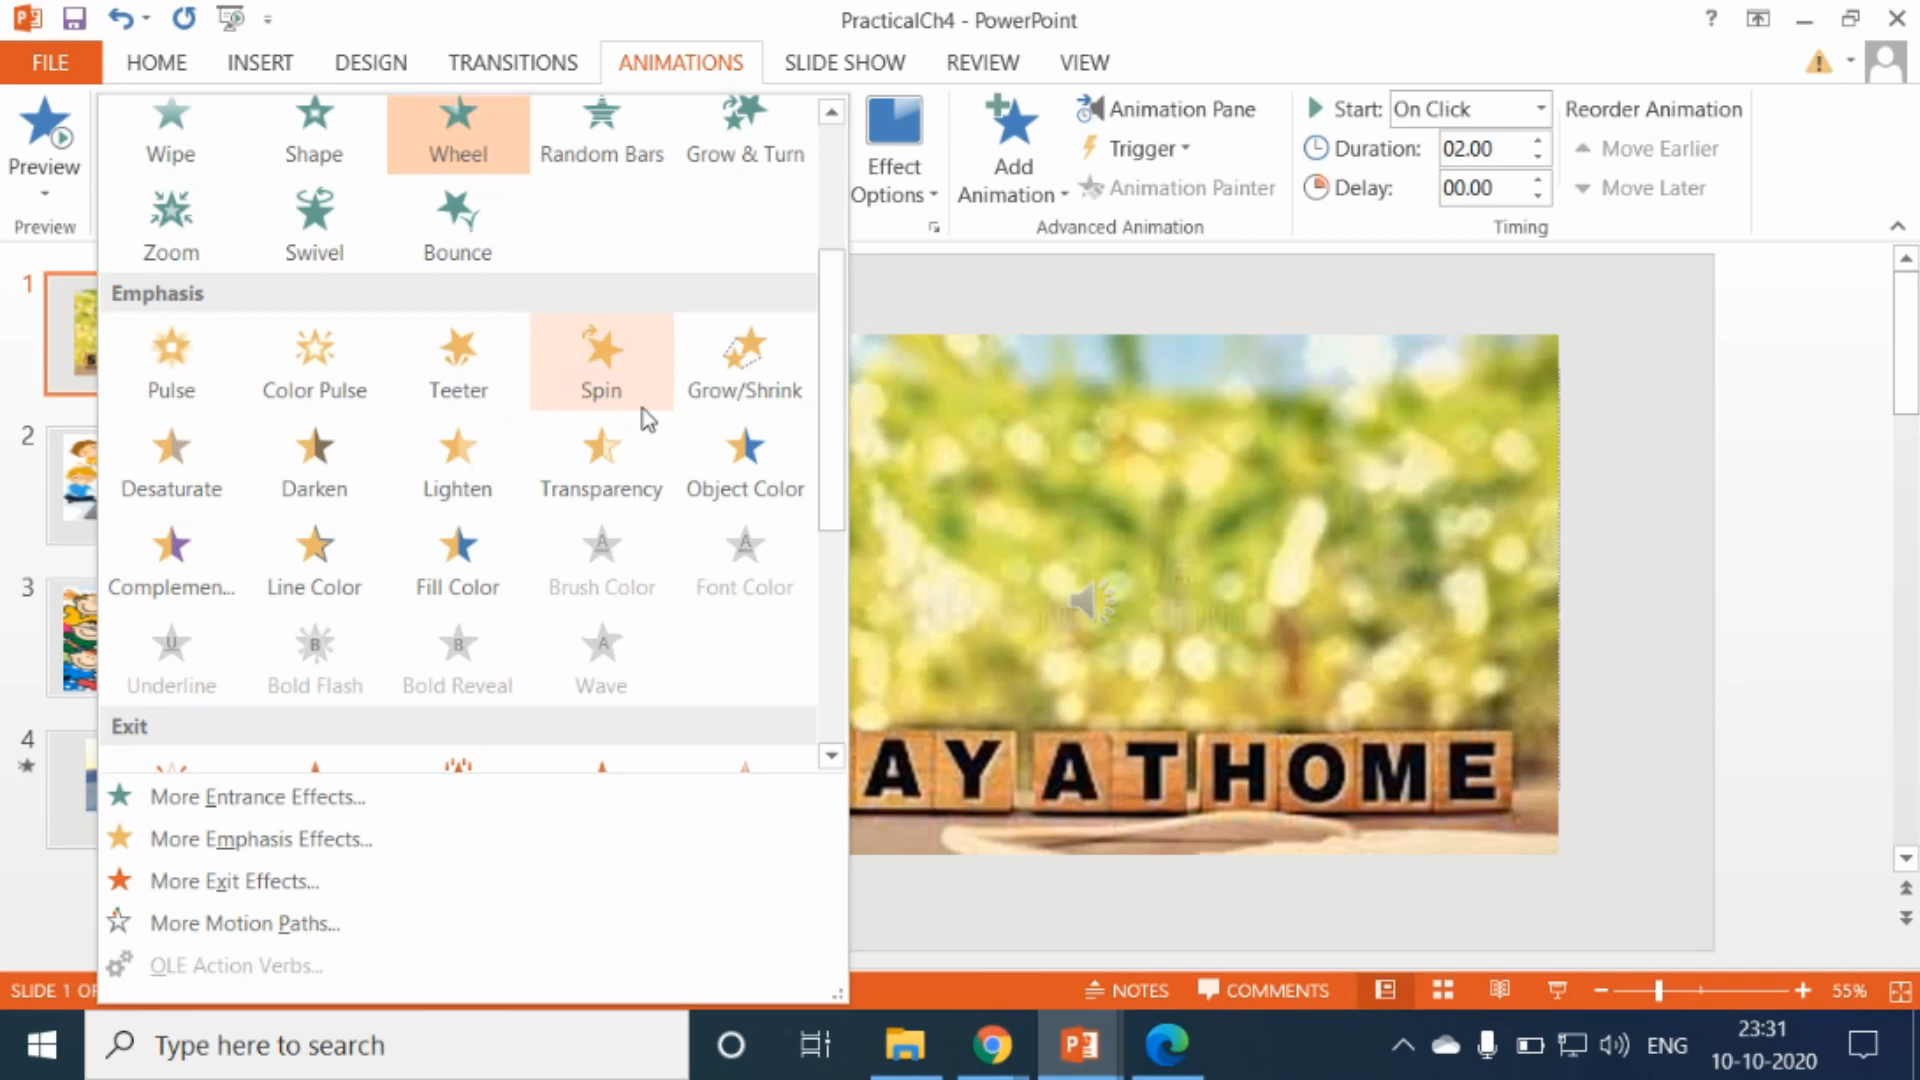 PracticalCh4 - PowerPoint
?
FILE
HOME
INSERT
DESIGN
TRANSITIONS
ANIMATIONS
SLIDE SHOW
REVIEW
VIEW
Preview
Preview
Wipe
Shape
Wheel
Random Bars
Grow & Turn
Zoom
Swivel
Bounce
Emphasis
Pulse
Color Pulse
Teeter
Spin
Grow/Shrink
Desaturate
Darken
Lighten
Transparency
Object Color
Complemen...
Line Color
Fill Color
Brush Color
Font Color
Underline
Bold Flash
Bold Reveal
Wave
Exit
More Entrance Effects...
More Emphasis Effects...
More Exit Effects...
More Motion Paths...
OLE Action Verbs...
Effect
Options
Add
Animation
Animation Pane
Trigger
Animation Painter
Advanced Animation
Start: On Click
Duration: 02.00
Delay: 00.00
Timing
Reorder Animation
Move Earlier
Move Later
1
2
3
4
AY AT HOME
SLIDE 1 OF
NOTES
COMMENTS
55%
Type here to search
ENG
23:31
10-10-2020